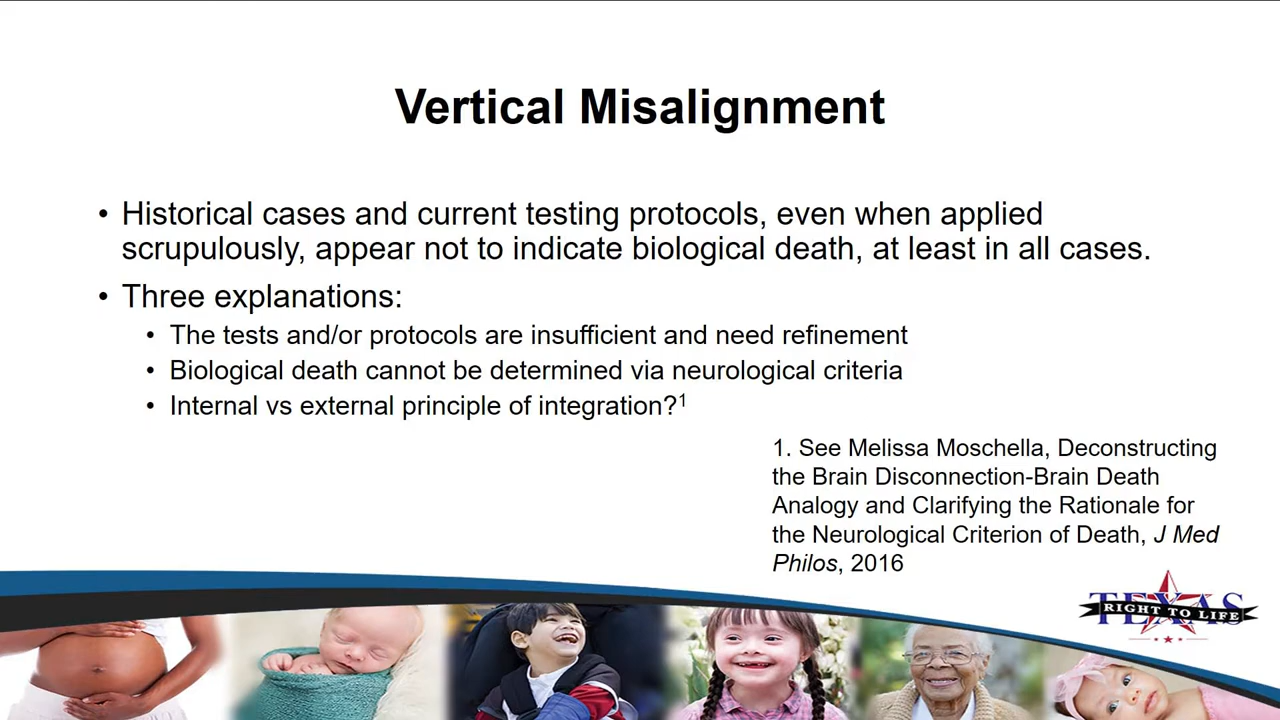 Vertical Misalignment
• Historical cases and current testing protocols, even when applied
scrupulously, appear not to indicate biological death, at least in all cases.
• Three explanations:
• The tests and/or protocols are insufficient and need refinement
• Biological death cannot be determined via neurological criteria
• Internal vs external principle of integration?¹
1. See Melissa Moschella, Deconstructing
the Brain Disconnection-Brain Death
Analogy and Clarifying the Rationale for
the Neurological Criterion of Death, J Med
Philos, 2016
TEXAS
RIGHT TO LIFE